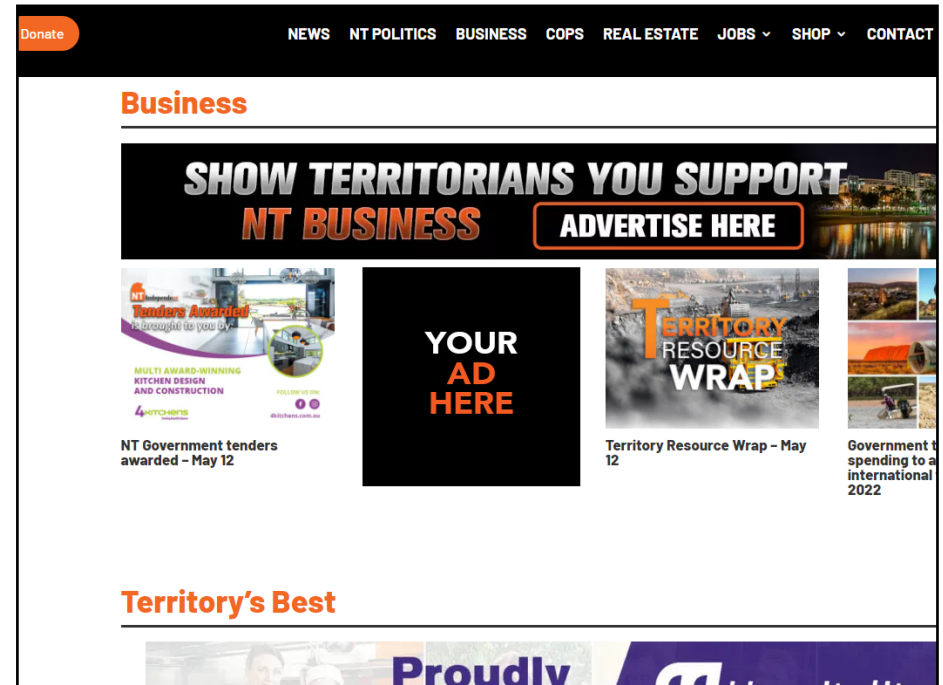 Donate
NEWS NT POLITICS BUSINESS COPS REAL ESTATE JOBS SHOP CONTACT
Business
SHOW TERRITORIANS YOU SUPPORT
NT BUSINESS ADVERTISE HERE
NT Independent
Tenders Awarded
is brought to you by
MULTI AWARD-WINNING
KITCHEN DESIGN
AND CONSTRUCTION
FOLLOW US ON:
4KITCHENS
4kitchens.com.au
NT Government tenders
awarded – May 12
YOUR
AD
HERE
TERRITORY
RESOURCE
WRAP
Territory Resource Wrap – May
12
Government t
spending to a
international
2022
Territory's Best
Proudly